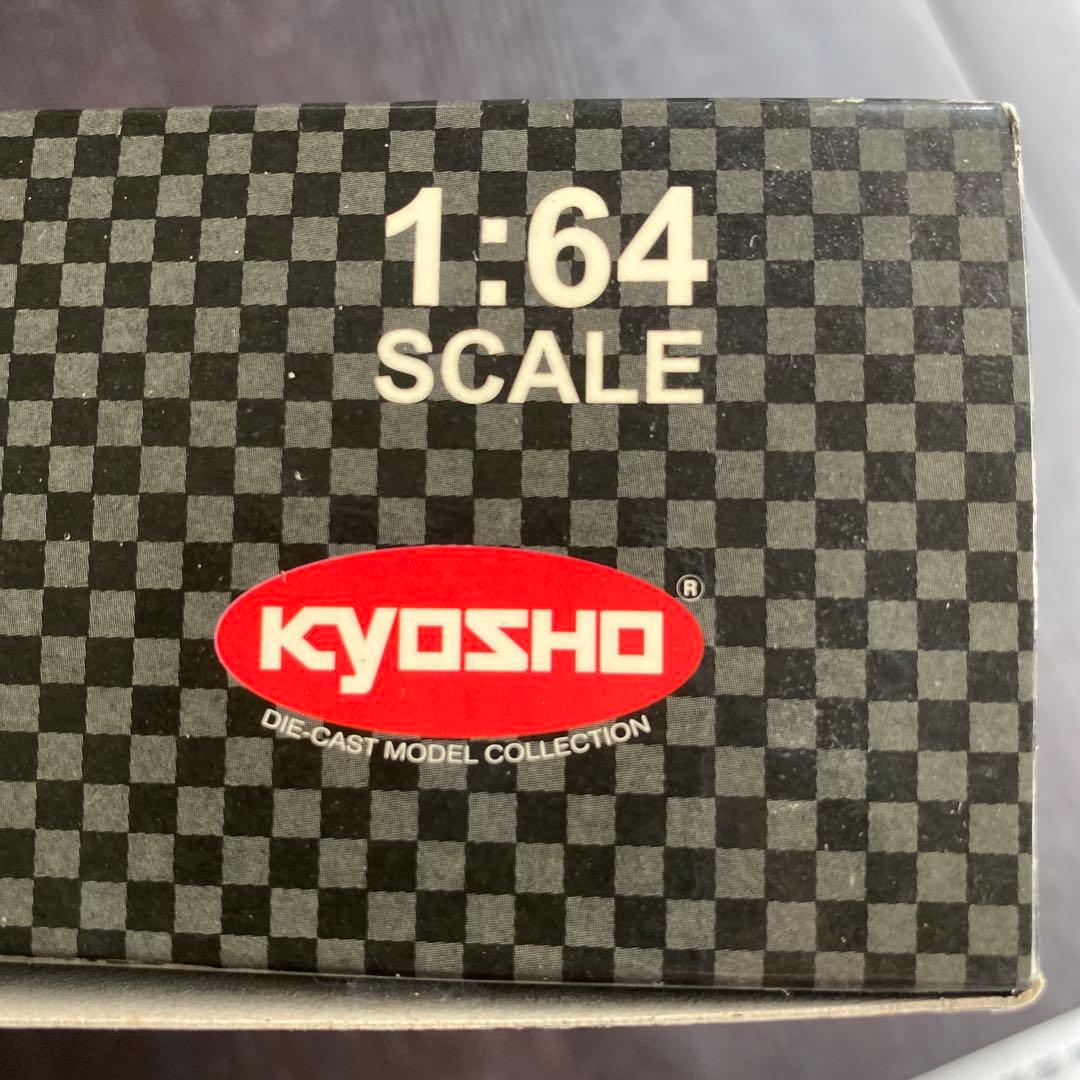 1:64
SCALE
KYOSHO ®
DIE-CAST MODEL COLLECTION